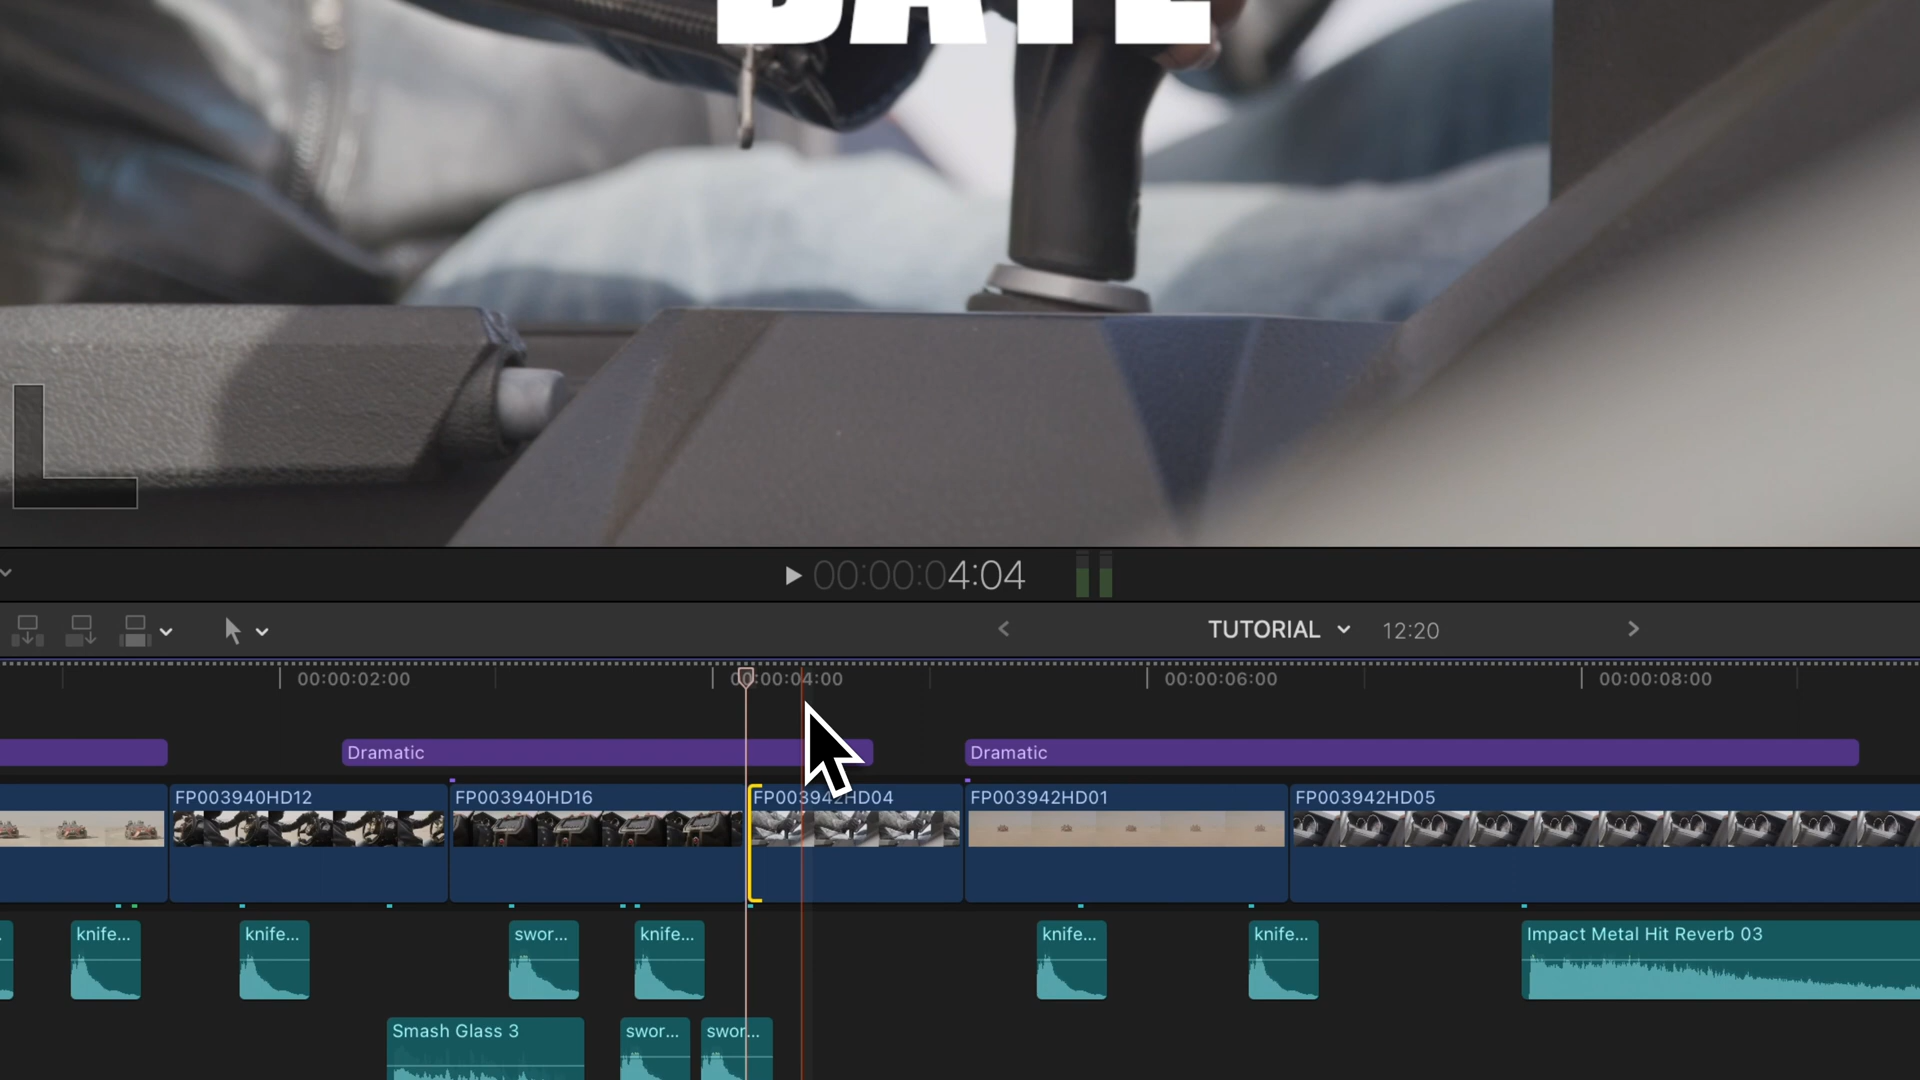 DATE
00:00:04:04
TUTORIAL 12:20
00:00:02:00 00:00:04:00 00:00:06:00 00:00:08:00
Dramatic Dramatic
FP003940HD12 FP003940HD16 FP003942HD04 FP003942HD01 FP003942HD05
knife... knife... swor... knife... knife... knife... Impact Metal Hit Reverb 03
Smash Glass 3 swor... swor...